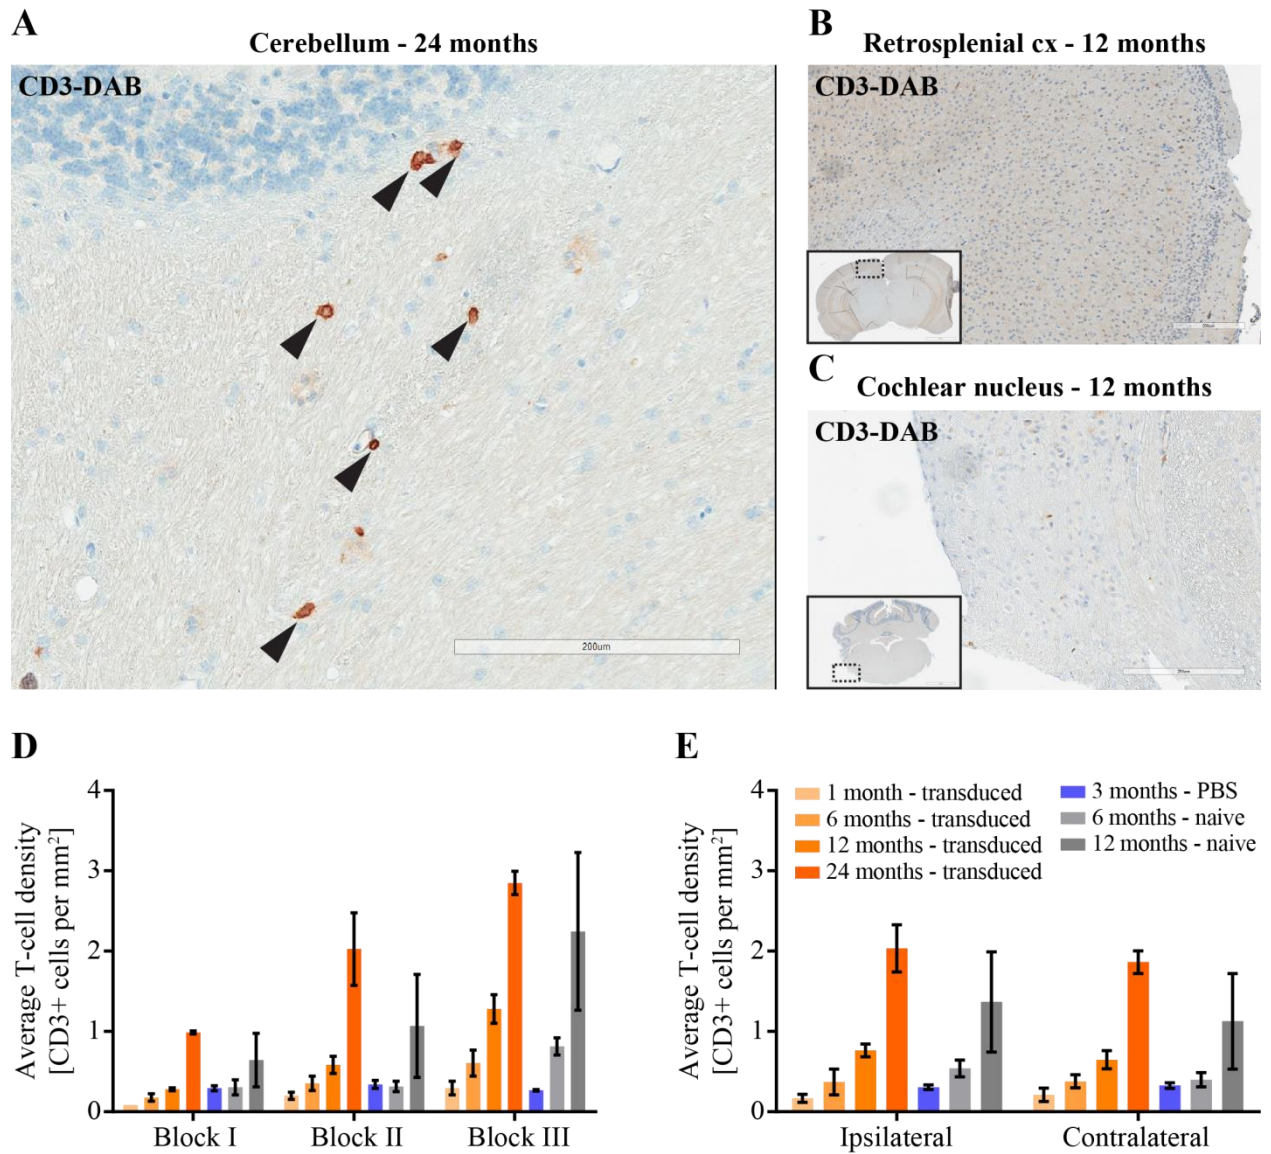 A
Cerebellum - 24 months
CD3-DAB
200um
B
Retrosplenial cx - 12 months
CD3-DAB
200um
C
Cochlear nucleus - 12 months
CD3-DAB
D
Average T-cell density
[CD3+ cells per mm²]
4
3
2
1
0
Block I
Block II
Block III
E
Average T-cell density
[CD3+ cells per mm²]
4
3
2
1
0
1 month - transduced
6 months - transduced
12 months - transduced
24 months - transduced
3 months - PBS
6 months - naive
12 months - naive
Ipsilateral
Contralateral